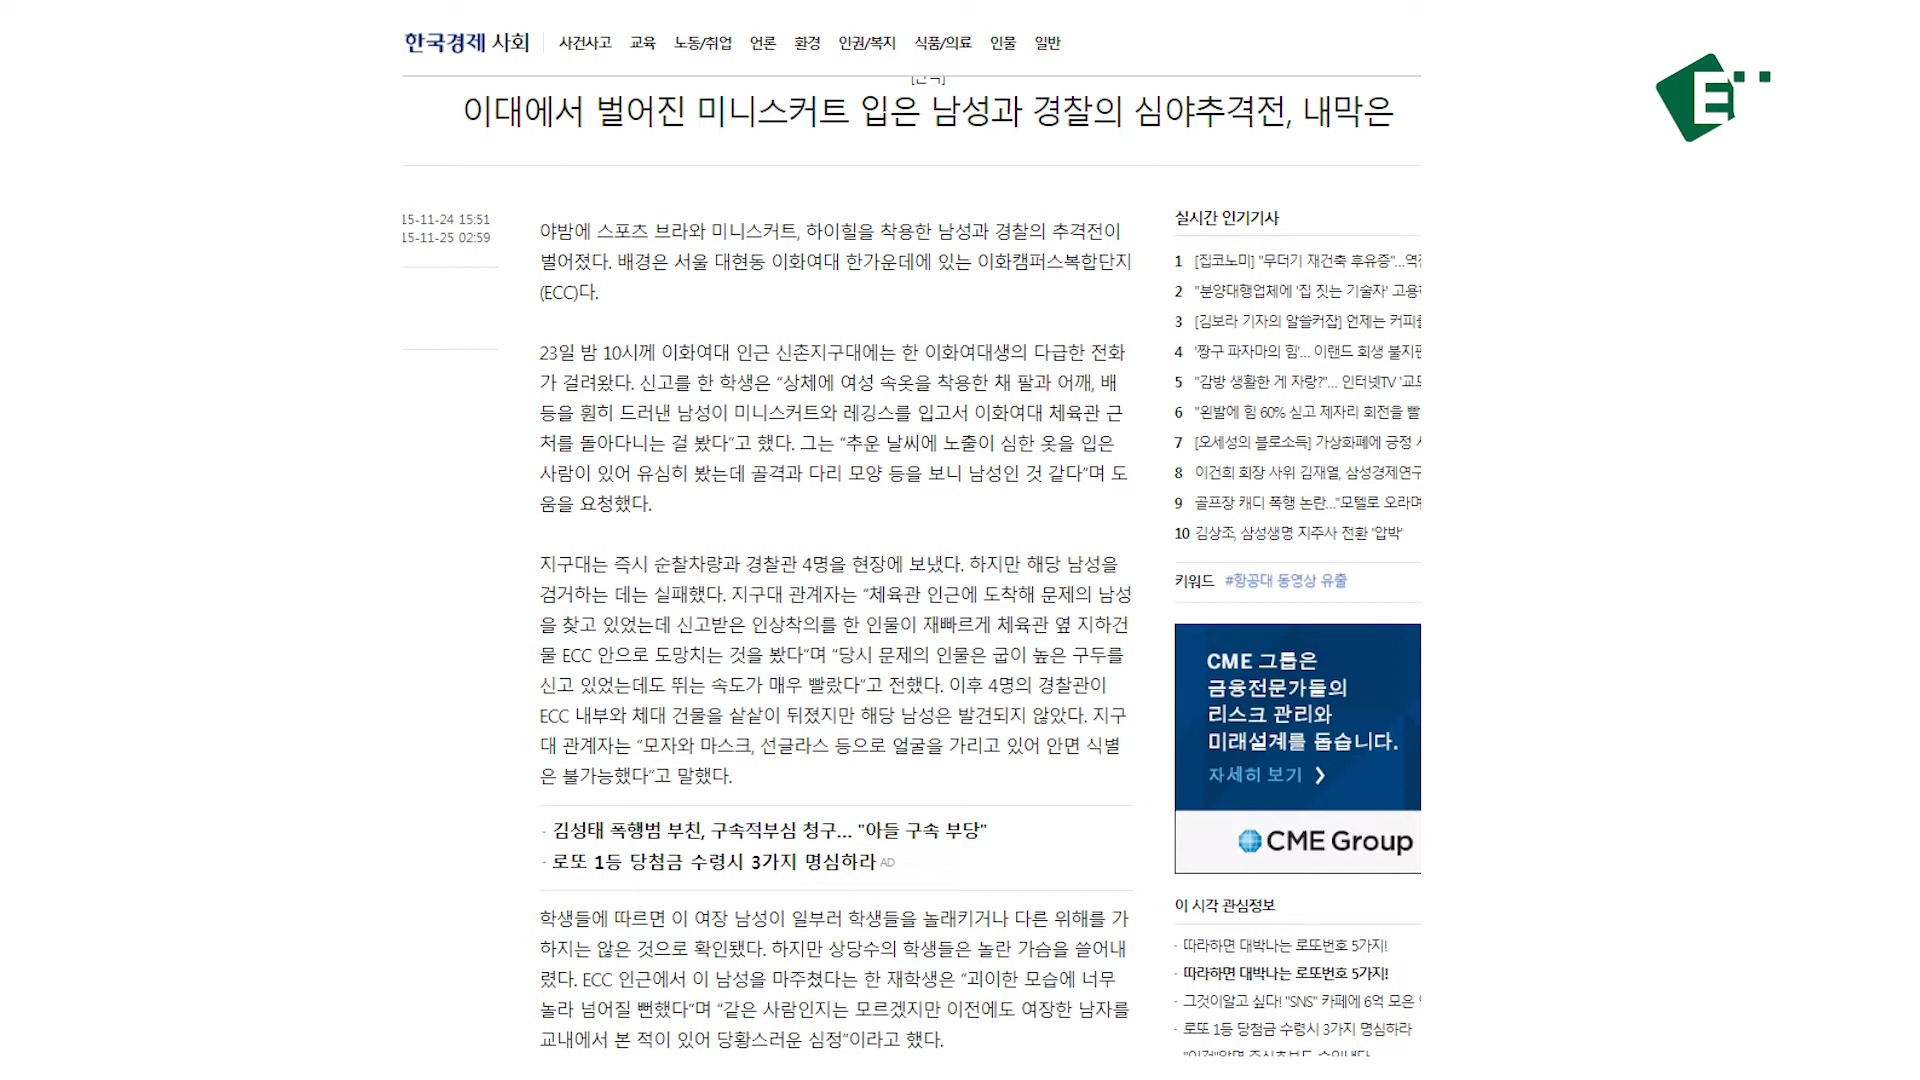 한국경제 사회
사건사고 교육 노동/취업 언론 환경 인권/복지 식품/의료 인물 일반
이대에서 벌어진 미니스커트 입은 남성과 경찰의 심야추격전, 내막은
15-11-24 15:51
15-11-25 02:59
야밤에 스포츠 브라와 미니스커트, 하이힐을 착용한 남성과 경찰의 추격전이
벌어졌다. 배경은 서울 대현동 이화여대 한가운데에 있는 이화캠퍼스복합단지
(ECC)다.
23일 밤 10시께 이화여대 인근 신촌지구대에는 한 이화여대생의 다급한 전화
가 걸려왔다. 신고를 한 학생은 “상체에 여성 속옷을 착용한 채 팔과 어깨, 배
등을 훤히 드러낸 남성이 미니스커트와 레깅스를 입고서 이화여대 체육관 근
처를 돌아다니는 걸 봤다”고 했다. 그는 “추운 날씨에 노출이 심한 옷을 입은
사람이 있어 유심히 봤는데 골격과 다리 모양 등을 보니 남성인 것 같다”며 도
움을 요청했다.
지구대는 즉시 순찰차량과 경찰관 4명을 현장에 보냈다. 하지만 해당 남성을
검거하는 데는 실패했다. 지구대 관계자는 “체육관 인근에 도착해 문제의 남성
을 찾고 있었는데 신고받은 인상착의를 한 인물이 재빠르게 체육관 옆 지하건
물 ECC 안으로 도망치는 것을 봤다”며 “당시 문제의 인물은 굽이 높은 구두를
신고 있었는데도 뛰는 속도가 매우 빨랐다”고 전했다. 이후 4명의 경찰관이
ECC 내부와 체대 건물을 샅샅이 뒤졌지만 해당 남성은 발견되지 않았다. 지구
대 관계자는 “모자와 마스크, 선글라스 등으로 얼굴을 가리고 있어 안면 식별
은 불가능했다”고 말했다.
· 김성태 폭행범 부친, 구속적부심 청구... "아들 구속 부당"
· 로또 1등 당첨금 수령시 3가지 명심하라 AD
학생들에 따르면 이 여장 남성이 일부러 학생들을 놀래키거나 다른 위해를 가
하지는 않은 것으로 확인됐다. 하지만 상당수의 학생들은 놀란 가슴을 쓸어내
렸다. ECC 인근에서 이 남성을 마주쳤다는 한 재학생은 “괴이한 모습에 너무
놀라 넘어질 뻔했다”며 “같은 사람인지는 모르겠지만 이전에도 여장한 남자를
교내에서 본 적이 있어 당황스러운 심정”이라고 했다.
실시간 인기기사
1 [집코노미] "무더기 재건축 후유증"...역
2 "분양대행업체에 '집 짓는 기술자' 고용
3 [김보라 기자의 알쓸커잡] 언제는 커피
4 '짱구 파자마의 힘'... 이랜드 회생 불지
5 "감방 생활한 게 자랑?"... 인터넷TV
6 "왼발에 힘 60% 싣고 제자리 회전을 빨
7 [오세성의 블로소득] 가상화폐에 긍정
8 이건희 회장 사위 김재열, 삼성경제연구
9 골프장 캐디 폭행 논란..."모텔로 오라며
10 김상조, 삼성생명 지주사 전환 '압박'
키워드 #항공대 동영상 유출
CME 그룹은
금융전문가들의
리스크 관리와
미래설계를 돕습니다.
자세히 보기
CME Group
이 시각 관심정보
· 따라하면 대박나는 로또번호 5가지!
· 따라하면 대박나는 로또번호 5가지!
· 그것이알고 싶다! "SNS" 카페에 6억 모은
· 로또 1등 당첨금 수령시 3가지 명심하라
E